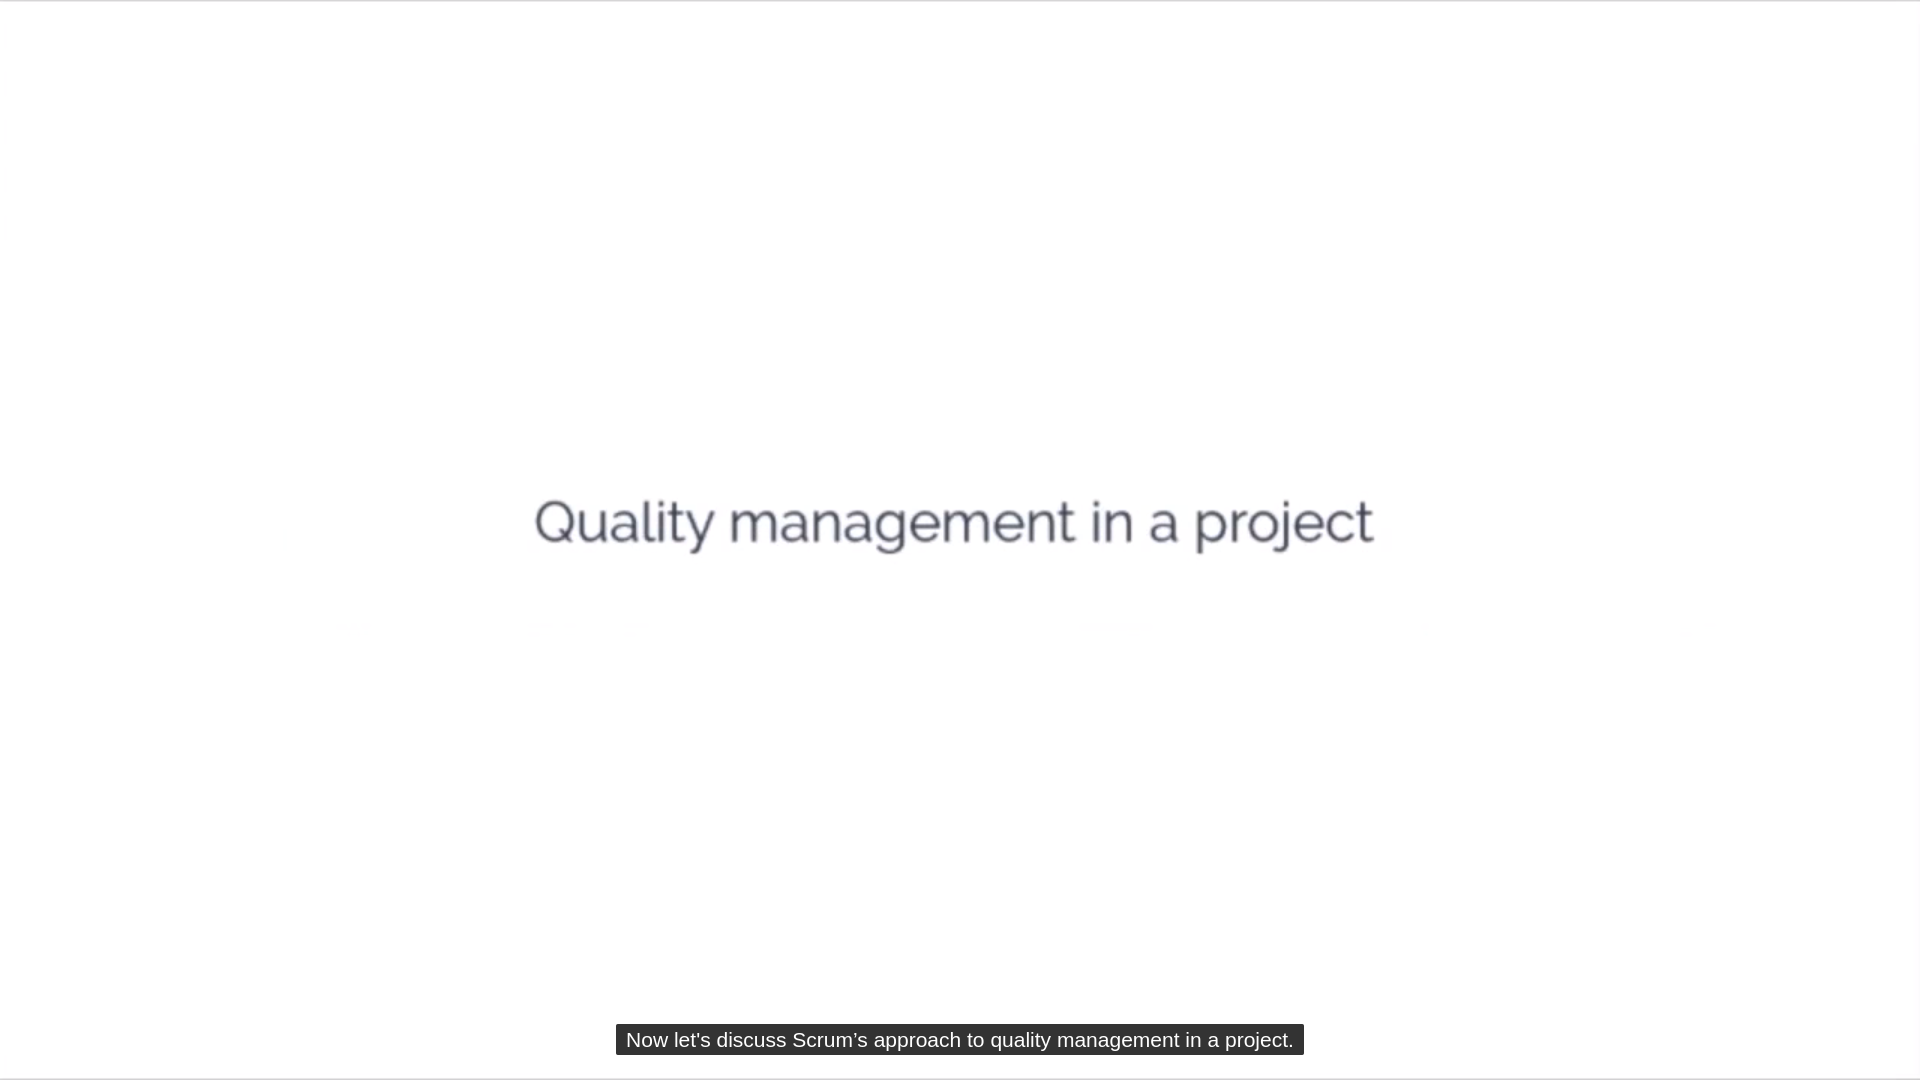 Quality management in a project
Now let's discuss Scrum’s approach to quality management in a project.